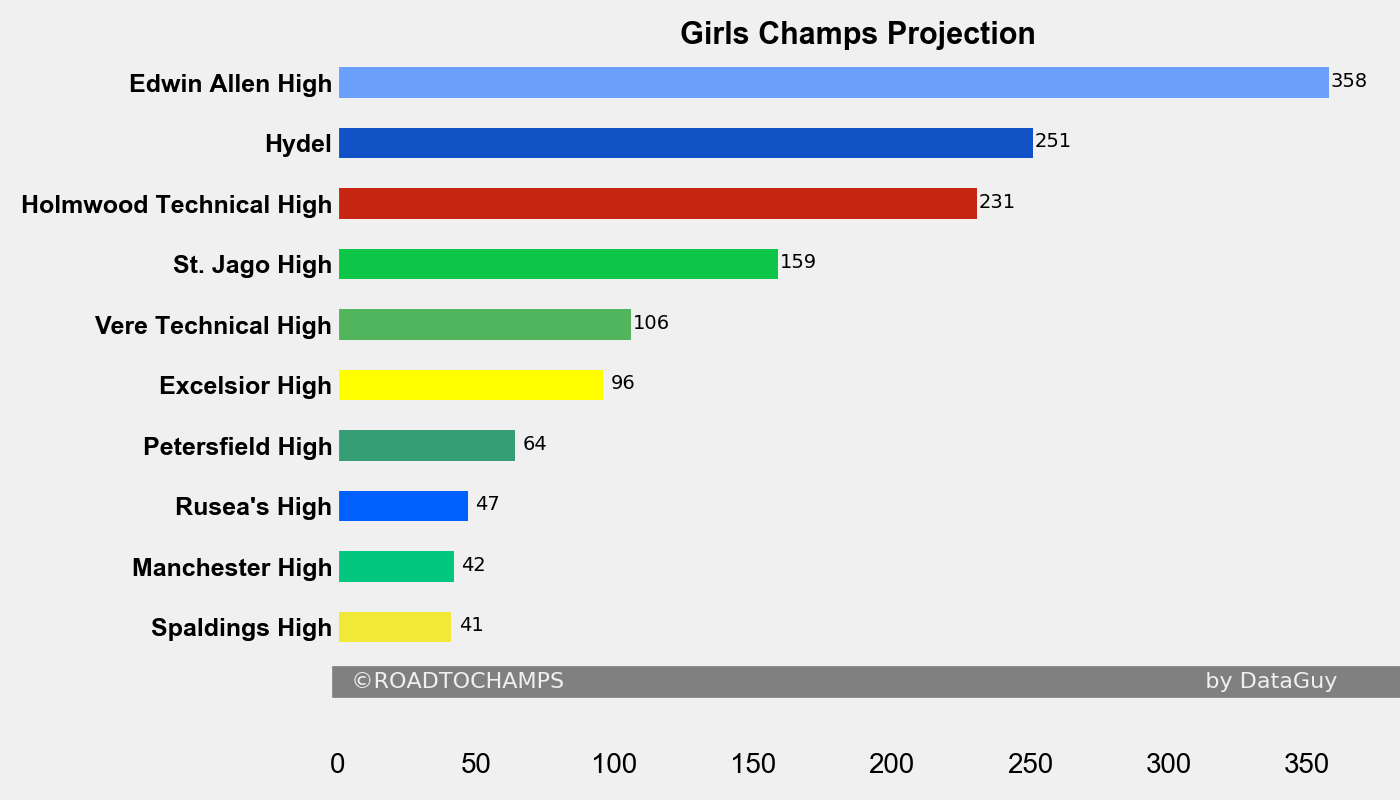 Girls Champs Projection
Edwin Allen High 358
Hydel 251
Holmwood Technical High 231
St. Jago High 159
Vere Technical High 106
Excelsior High 96
Petersfield High 64
Rusea's High 47
Manchester High 42
Spaldings High 41
©ROADTOCHAMPS by DataGuy
0 50 100 150 200 250 300 350